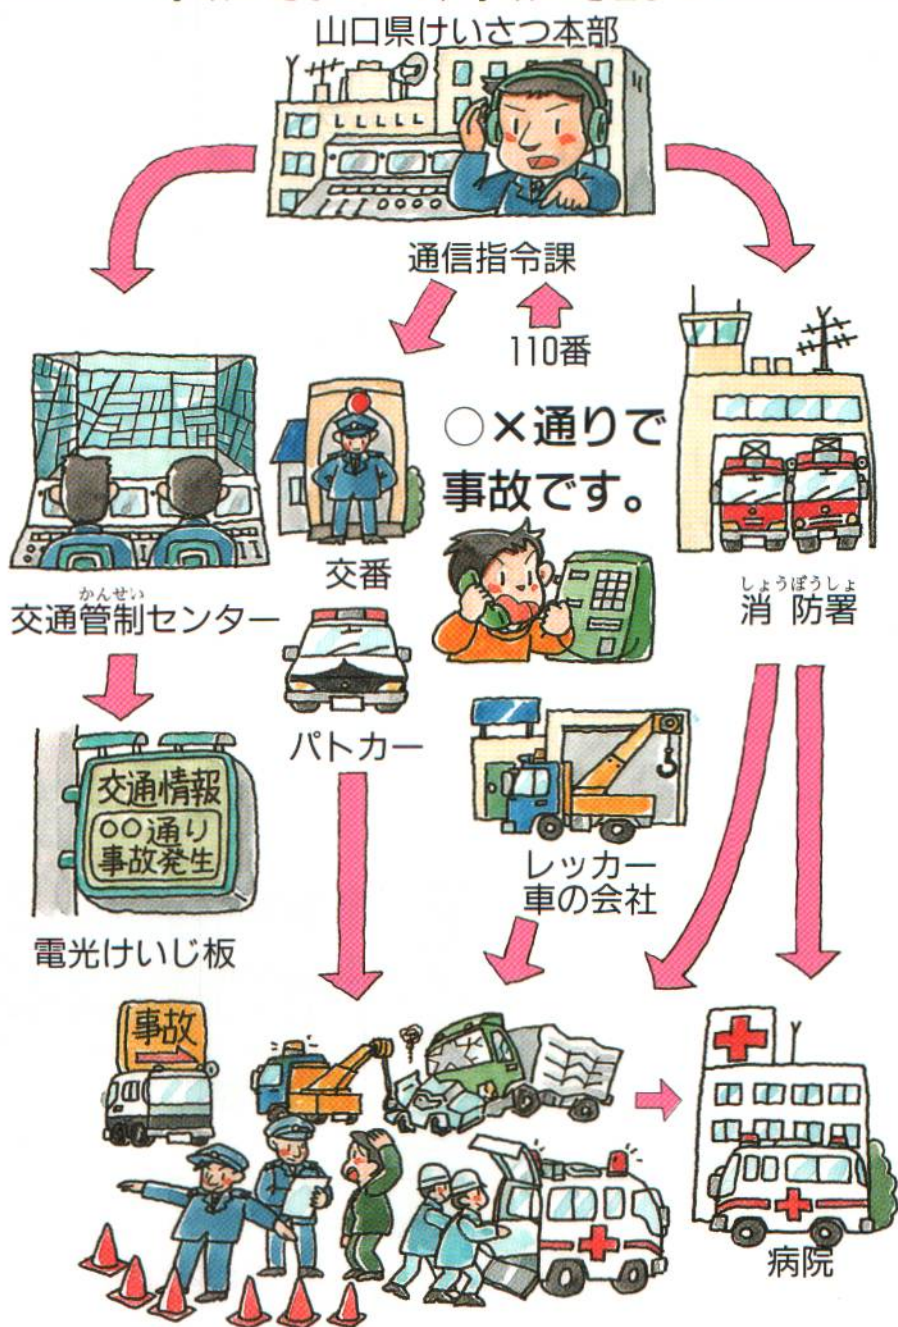 山口県けいさつ本部
通信指令課
110番
○×通りで
事故です。
交番
かんせい
交通管制センター
しょうぼうしょ
消防署
パトカー
交通情報
○○通り
事故発生
電光けいじ板
レッカー
車の会社
事故
病院